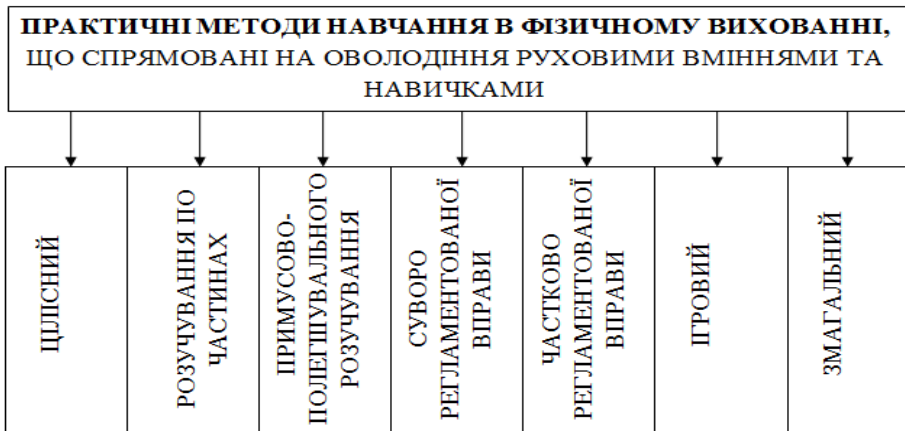 ПРАКТИЧНІ МЕТОДИ НАВЧАННЯ В ФІЗИЧНОМУ ВИХОВАННІ,
ЩО СПРЯМОВАНІ НА ОВОЛОДІННЯ РУХОВИМИ ВМІННЯМИ ТА
НАВИЧКАМИ
ЦІЛІСНИЙ
РОЗУЧУВАННЯ ПО
ЧАСТИНАХ
ПРИМУСОВО-
ПОЛЕГШУВАЛЬНОГО
РОЗУЧУВАННЯ
СУВОРО
РЕГЛАМЕНТОВАНОЇ
ВПРАВИ
ЧАСТКОВО
РЕГЛАМЕНТОВАНОЇ
ВПРАВИ
ІГРОВИЙ
ЗМАГАЛЬНИЙ